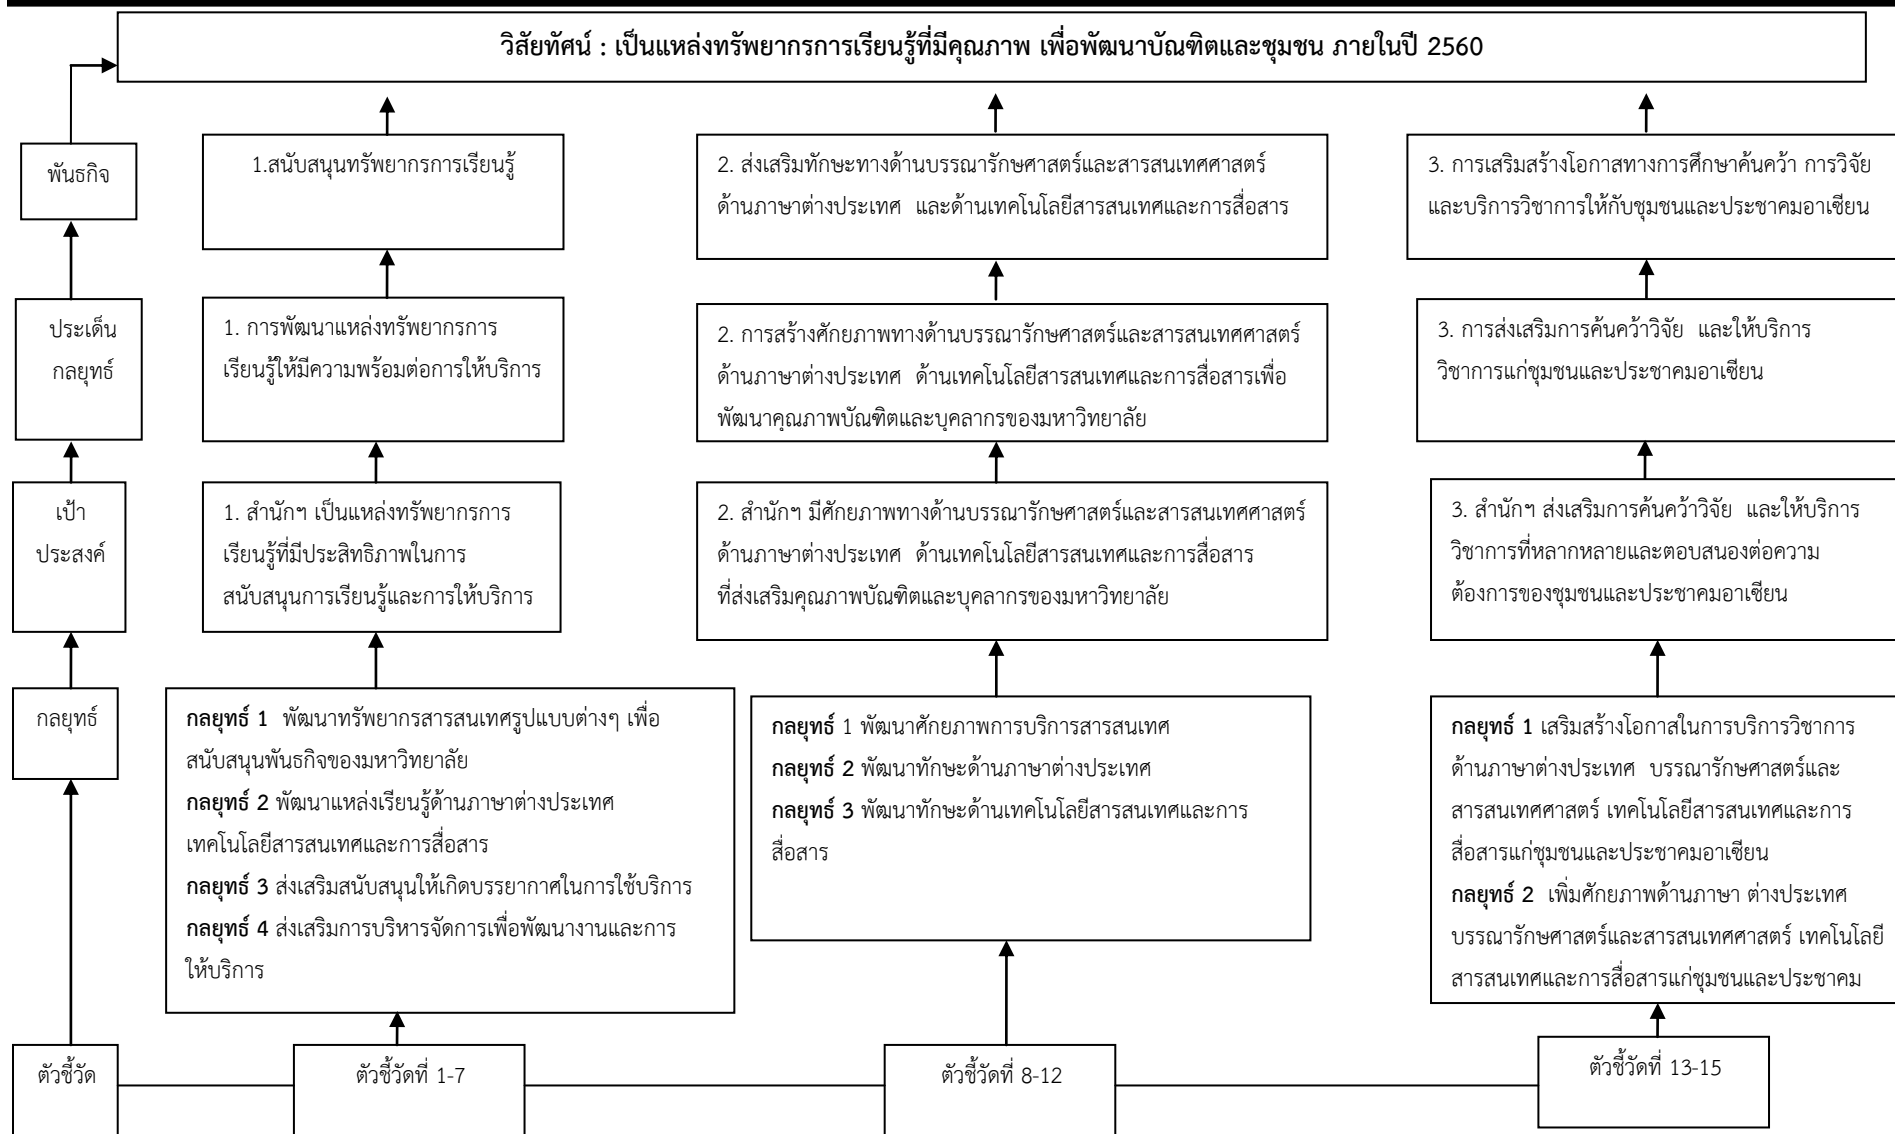 วิสัยทัศน์ : เป็นแหล่งทรัพยากรการเรียนรู้ที่มีคุณภาพ เพื่อพัฒนาบัณฑิตและชุมชน ภายในปี 2560
พันธกิจ
1.สนับสนุนทรัพยากรการเรียนรู้
2. ส่งเสริมทักษะทางด้านบรรณารักษศาสตร์และสารสนเทศศาสตร์
ด้านภาษาต่างประเทศ และด้านเทคโนโลยีสารสนเทศและการสื่อสาร
3. การเสริมสร้างโอกาสทางการศึกษาค้นคว้า การวิจัย
และบริการวิชาการให้กับชุมชนและประชาคมอาเซียน
ประเด็น
กลยุทธ์
1. การพัฒนาแหล่งทรัพยากรการ
เรียนรู้ให้มีความพร้อมต่อการให้บริการ
2. การสร้างศักยภาพทางด้านบรรณารักษศาสตร์และสารสนเทศศาสตร์
ด้านภาษาต่างประเทศ ด้านเทคโนโลยีสารสนเทศและการสื่อสารเพื่อ
พัฒนาคุณภาพบัณฑิตและบุคลากรของมหาวิทยาลัย
3. การส่งเสริมการค้นคว้าวิจัย และให้บริการ
วิชาการแก่ชุมชนและประชาคมอาเซียน
เป้า
ประสงค์
1. สำนักฯ เป็นแหล่งทรัพยากรการ
เรียนรู้ที่มีประสิทธิภาพในการ
สนับสนุนการเรียนรู้และการให้บริการ
2. สำนักฯ มีศักยภาพทางด้านบรรณารักษศาสตร์และสารสนเทศศาสตร์
ด้านภาษาต่างประเทศ ด้านเทคโนโลยีสารสนเทศและการสื่อสาร
ที่ส่งเสริมคุณภาพบัณฑิตและบุคลากรของมหาวิทยาลัย
3. สำนักฯ ส่งเสริมการค้นคว้าวิจัย และให้บริการ
วิชาการที่หลากหลายและตอบสนองต่อความ
ต้องการของชุมชนและประชาคมอาเซียน
กลยุทธ์
กลยุทธ์ 1 พัฒนาทรัพยากรสารสนเทศรูปแบบต่างๆ เพื่อ
สนับสนุนพันธกิจของมหาวิทยาลัย
กลยุทธ์ 2 พัฒนาแหล่งเรียนรู้ด้านภาษาต่างประเทศ
เทคโนโลยีสารสนเทศและการสื่อสาร
กลยุทธ์ 3 ส่งเสริมสนับสนุนให้เกิดบรรยากาศในการใช้บริการ
กลยุทธ์ 4 ส่งเสริมการบริหารจัดการเพื่อพัฒนางานและการ
ให้บริการ
กลยุทธ์ 1 พัฒนาศักยภาพการบริการสารสนเทศ
กลยุทธ์ 2 พัฒนาทักษะด้านภาษาต่างประเทศ
กลยุทธ์ 3 พัฒนาทักษะด้านเทคโนโลยีสารสนเทศและการ
สื่อสาร
กลยุทธ์ 1 เสริมสร้างโอกาสในการบริการวิชาการ
ด้านภาษาต่างประเทศ บรรณารักษศาสตร์และ
สารสนเทศศาสตร์ เทคโนโลยีสารสนเทศและการ
สื่อสารแก่ชุมชนและประชาคมอาเซียน
กลยุทธ์ 2 เพิ่มศักยภาพด้านภาษา ต่างประเทศ
บรรณารักษศาสตร์และสารสนเทศศาสตร์ เทคโนโลยี
สารสนเทศและการสื่อสารแก่ชุมชนและประชาคม
ตัวชี้วัด
ตัวชี้วัดที่ 1-7
ตัวชี้วัดที่ 8-12
ตัวชี้วัดที่ 13-15